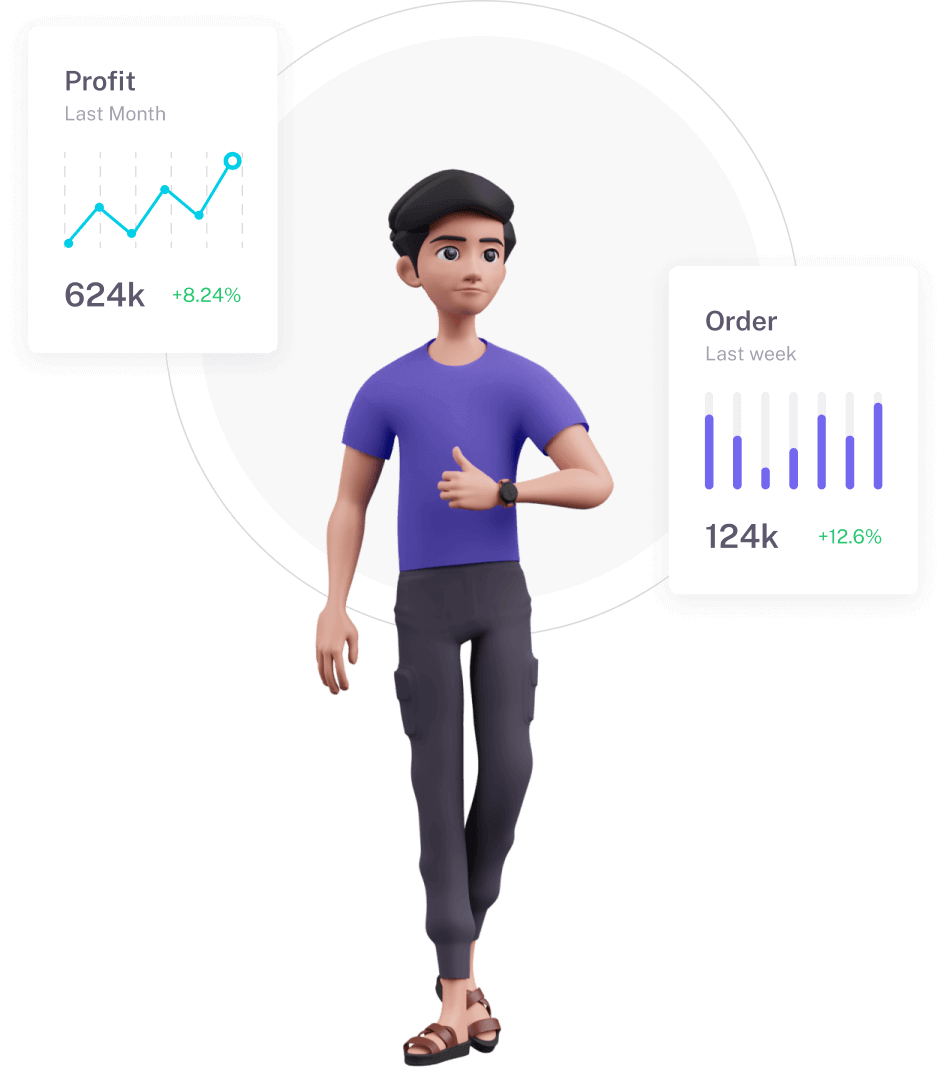 Profit
Last Month
624k +8.24%
Order
Last week
124k +12.6%